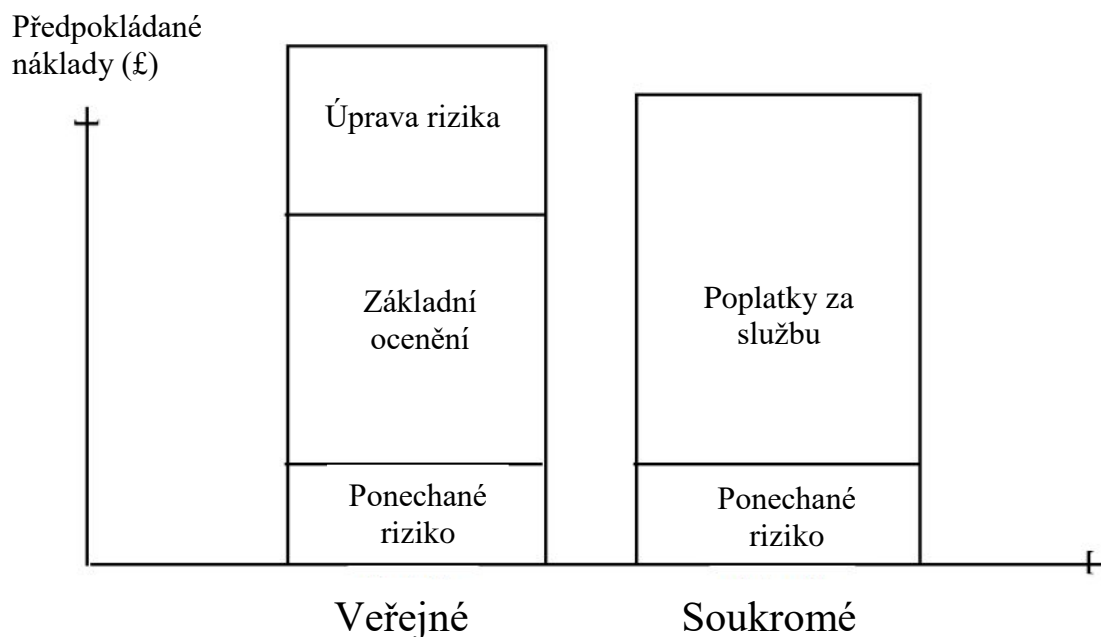 Předpokládané
náklady (£)
Úprava rizika
Základní
ocenění
Poplatky za
službu
Ponechané
riziko
Ponechané
riziko
Veřejné
Soukromé